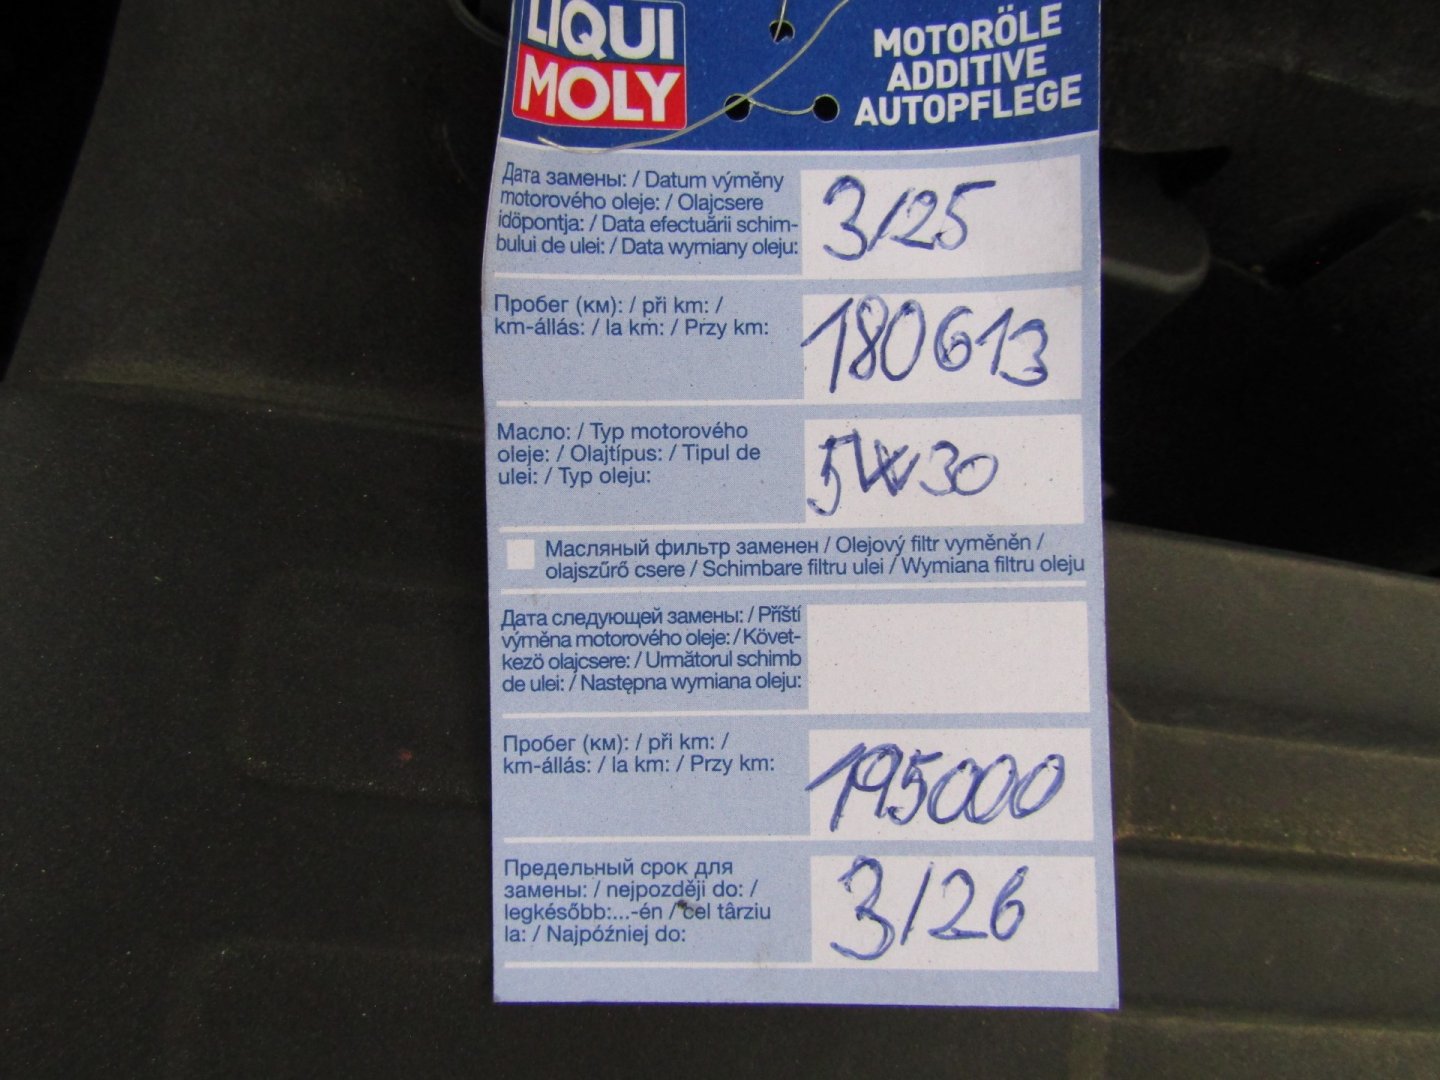 LIQUI
MOLY
MOTORÖLE
ADDITIVE
AUTOPFLEGE
Дата замены: / Datum výměny
motorového oleje: / Olajcsere
idöpontja: / Data efectuării schim-
bului de ulei: / Data wymiany oleju:
3/25
Пробег (км): / při km: /
km-állás: / la km: / Przy km:
180613
Масло: / Typ motorového
oleje: / Olajtípus: / Tipul de
ulei: / Typ oleju:
5W30
Масляный фильтр заменен / Olejový filtr vyměněn /
olajszűrő csere / Schimbare filtru ulei / Wymiana filtru oleju
Дата следующей замены: / Příští
výměna motorového oleje: / Követ-
kezö olajcsere: / Următorul schimb
de ulei: / Następna wymiana oleju:
Пробег (км): / při km: /
km-állás: / la km: / Przy km:
195000
Предельный срок для
замены: / nejpozději do: /
legkésőbb:...-én / cel târziu
la: / Najpóźniej do:
3/26